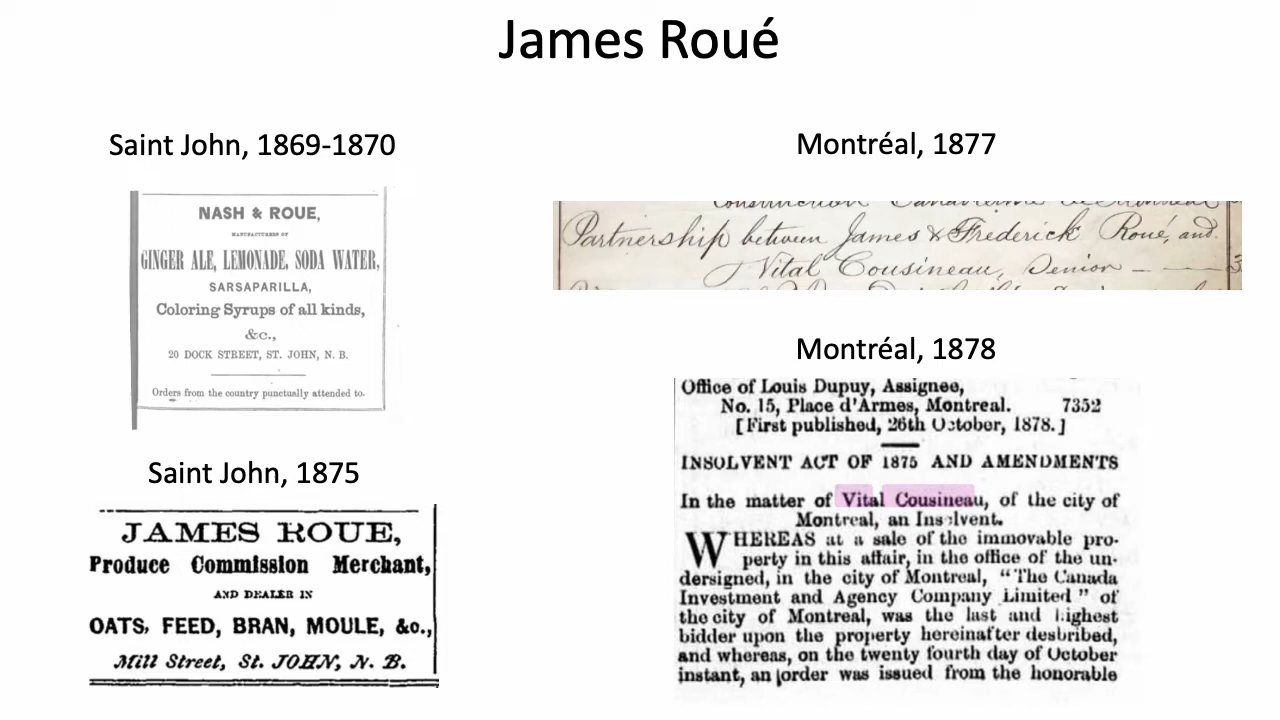 James Roué
Saint John, 1869-1870
NASH & ROUE,
MANUFACTURERS OF
GINGER ALE, LEMONADE, SODA WATER,
SARSAPARILLA,
Coloring Syrups of all kinds,
&c.,
20 DOCK STREET, ST. JOHN, N. B.
Orders from the country punctually attended to.
Saint John, 1875
JAMES ROUE,
Produce Commission Merchant,
AND DEALER IN
OATS, FEED, BRAN, MOULE, &c.,
Mill Street, St. JOHN, N. B.
Montréal, 1877
Partnership between James & Frederick Roué, and
Vital Cousineau, Senior
Montréal, 1878
Office of Louis Dupuy, Assignee,
No. 15, Place d'Armes, Montreal. 7352
[First published, 26th October, 1878.]
INSOLVENT ACT OF 1875 AND AMENDMENTS
In the matter of Vital Cousineau, of the city of
Montreal, an Insolvent.
WHEREAS at a sale of the immovable pro-
perty in this affair, in the office of the un-
dersigned, in the city of Montreal, "The Canada
Investment and Agency Company Limited" of
the city of Montreal, was the last and highest
bidder upon the property hereinafter desbribed,
and whereas, on the twenty fourth day of October
instant, an order was issued from the honorable